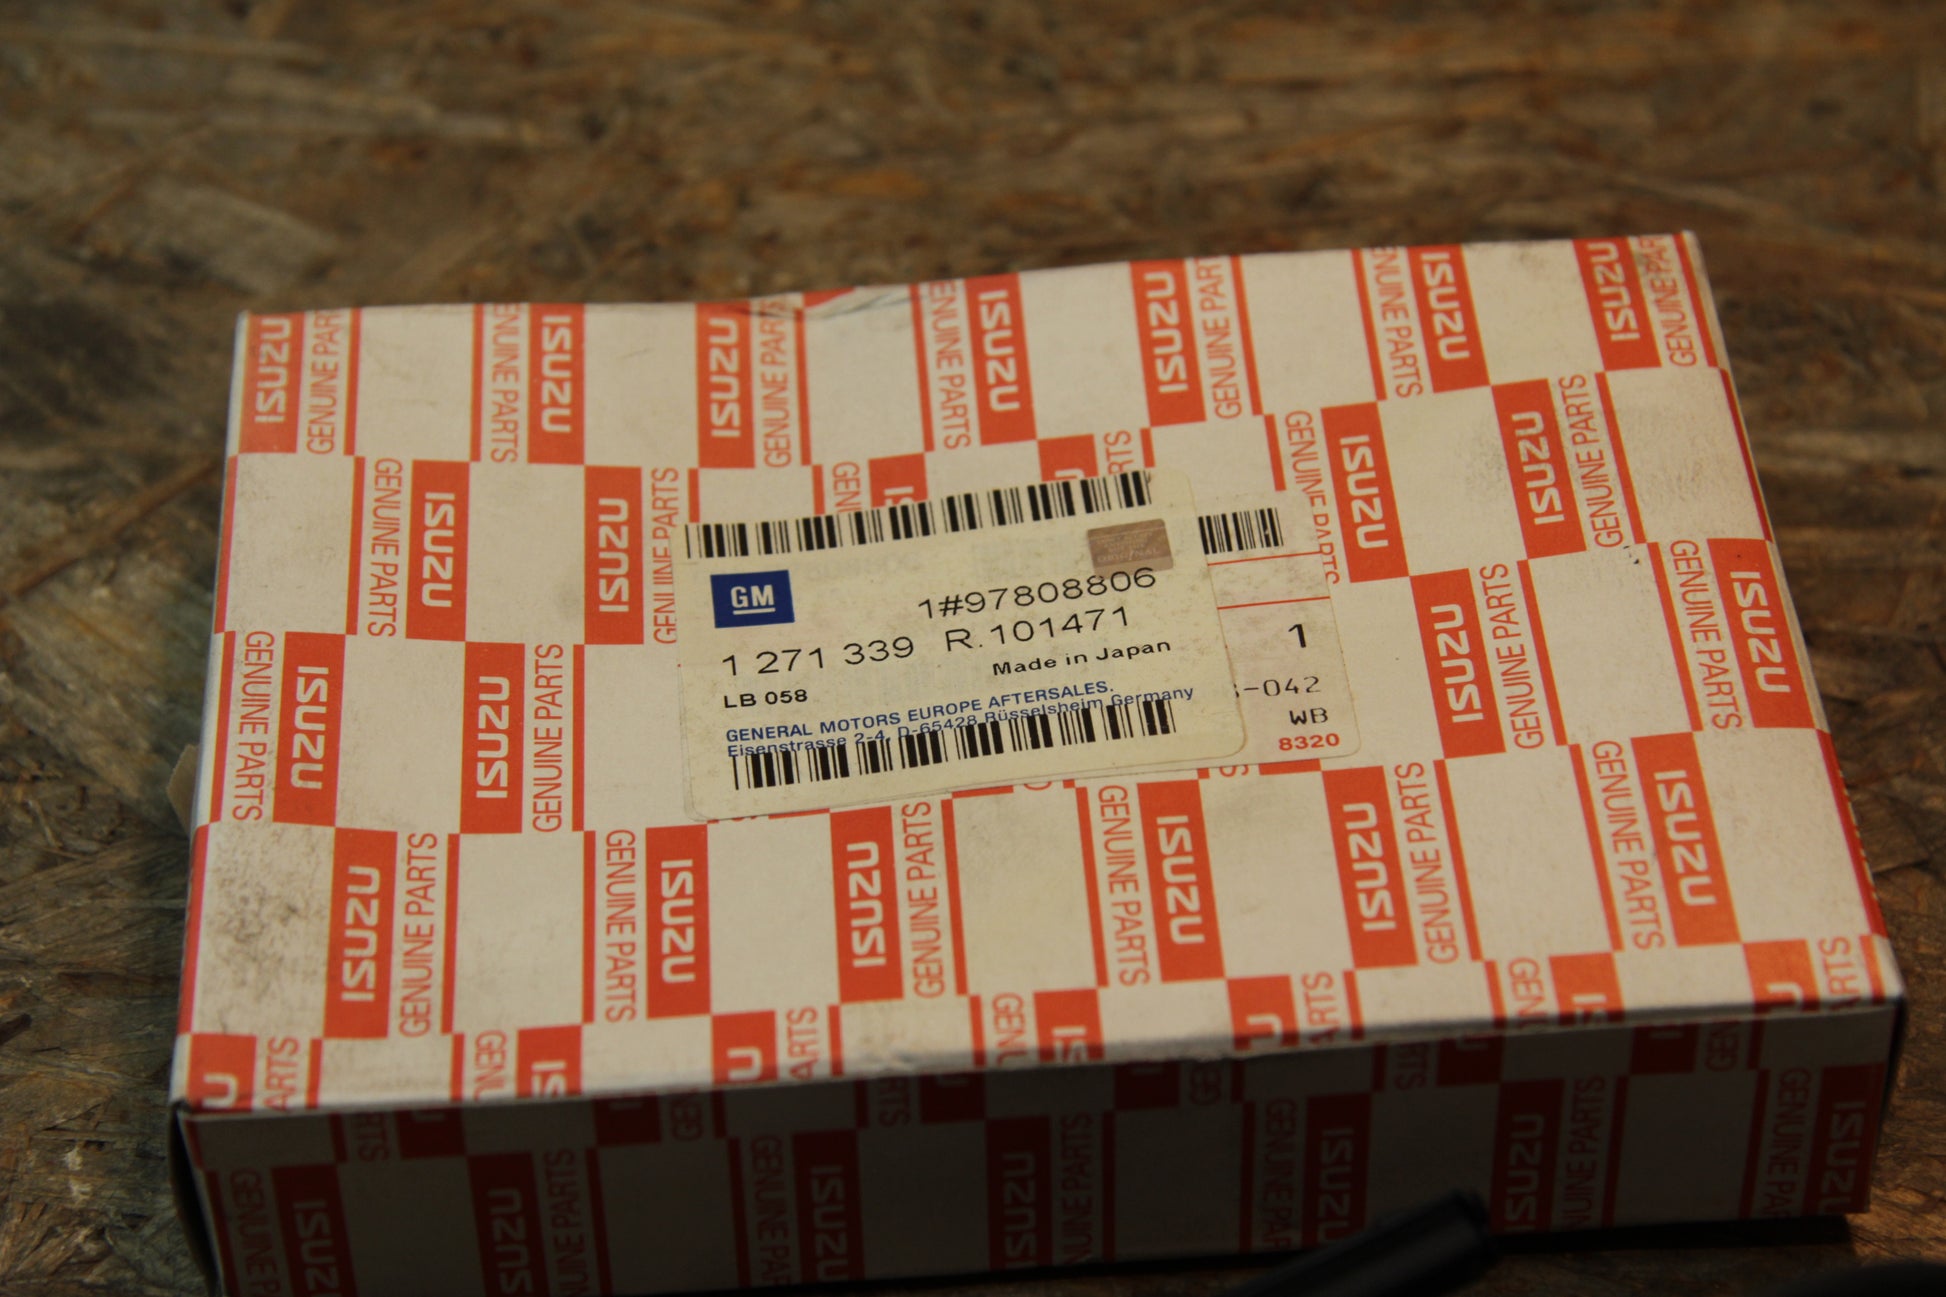 GM
1#97808806
1 271 339 R.101471
Made in Japan
LB 058
GENERAL MOTORS EUROPE AFTERSALES.
Eisenstrasse 2-4, D-65428 Rüsselsheim Germany
ORIGINAL
1
-042
WB
8320
ISUZU
GENUINE PARTS